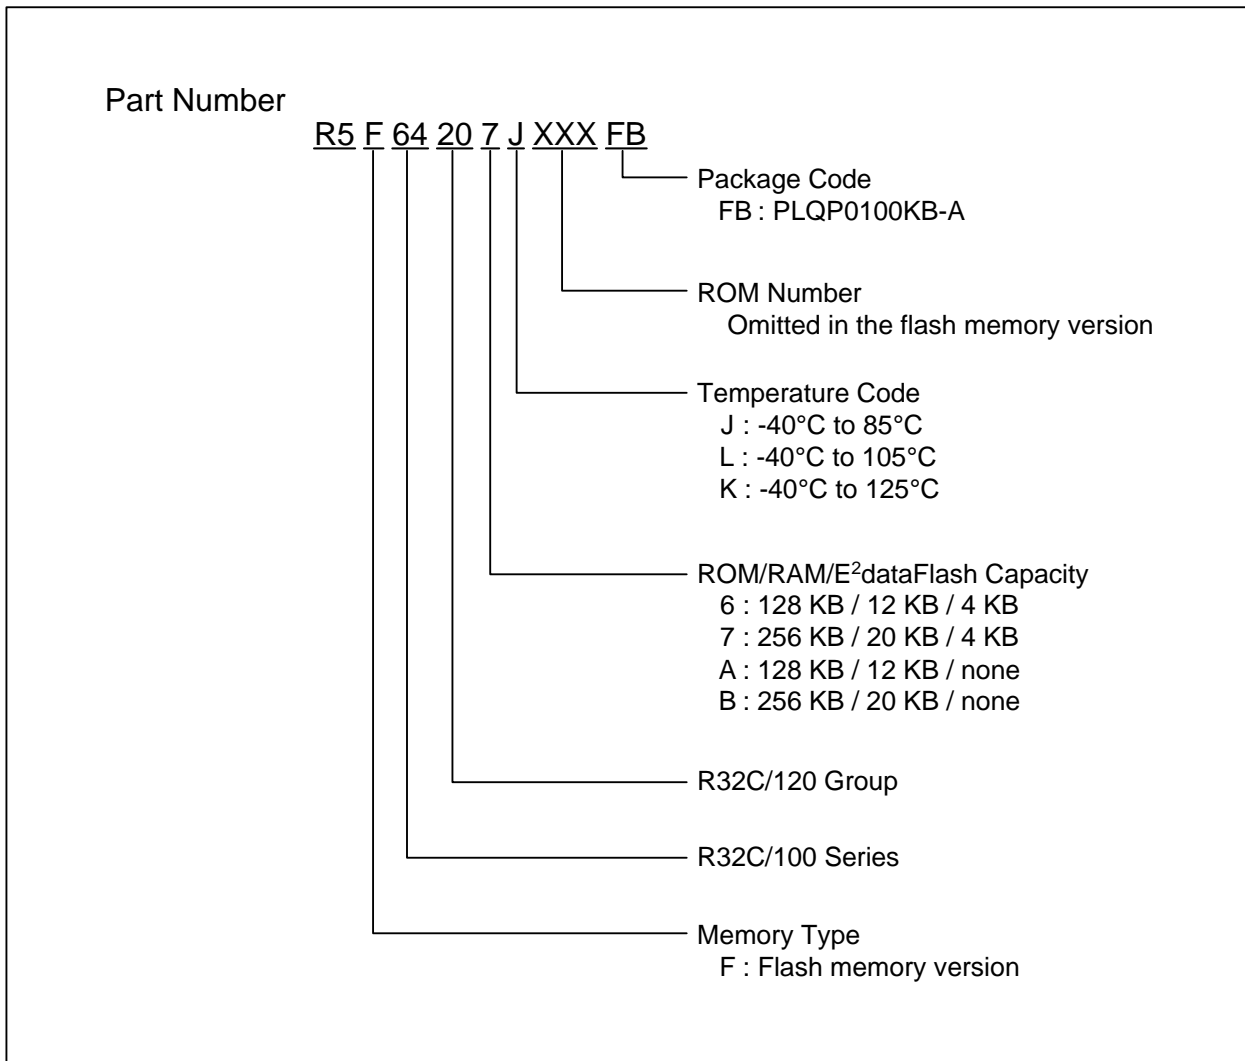 Part Number
R5 F 64 20 7 J XXX FB
Package Code
FB : PLQP0100KB-A
ROM Number
Omitted in the flash memory version
Temperature Code
J : -40°C to 85°C
L : -40°C to 105°C
K : -40°C to 125°C
ROM/RAM/E²dataFlash Capacity
6 : 128 KB / 12 KB / 4 KB
7 : 256 KB / 20 KB / 4 KB
A : 128 KB / 12 KB / none
B : 256 KB / 20 KB / none
R32C/120 Group
R32C/100 Series
Memory Type
F : Flash memory version